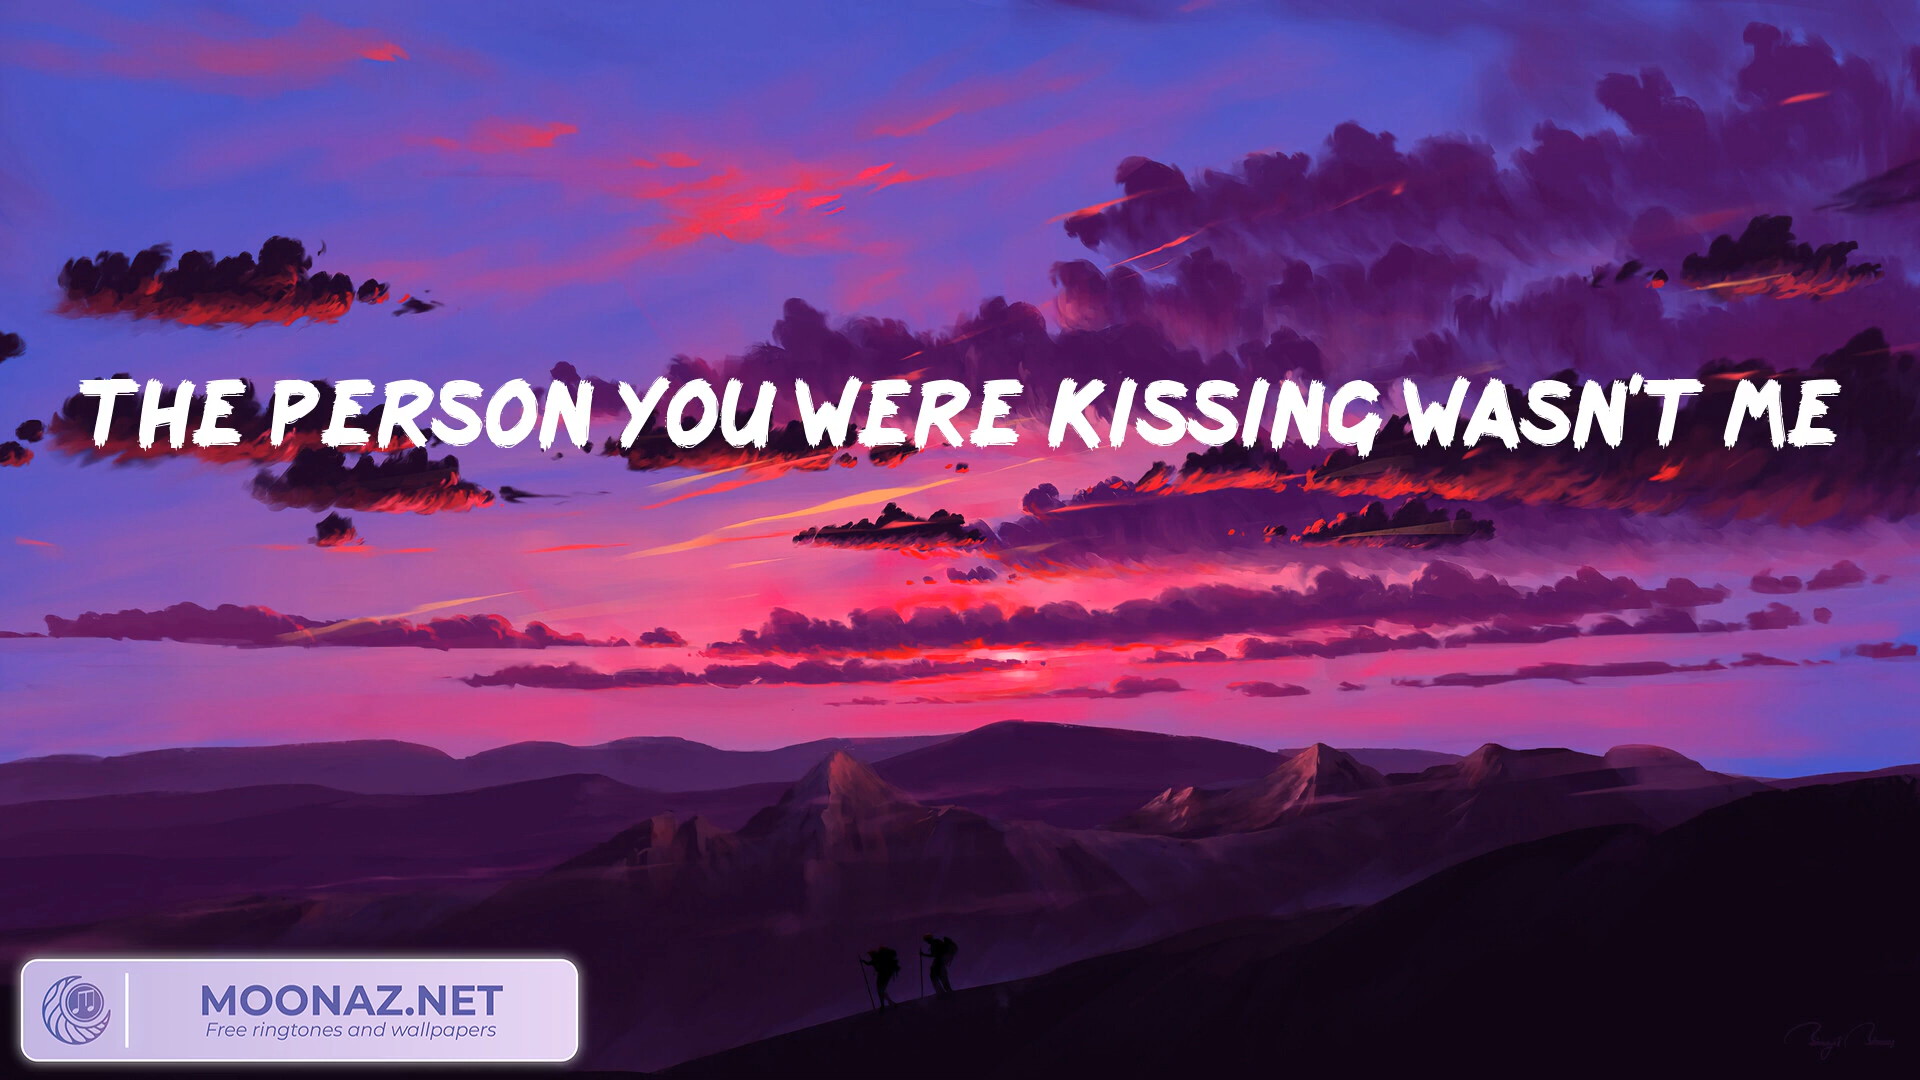 THE PERSON YOU WERE KISSING WASN'T ME
MOONAZ.NET
Free ringtones and wallpapers